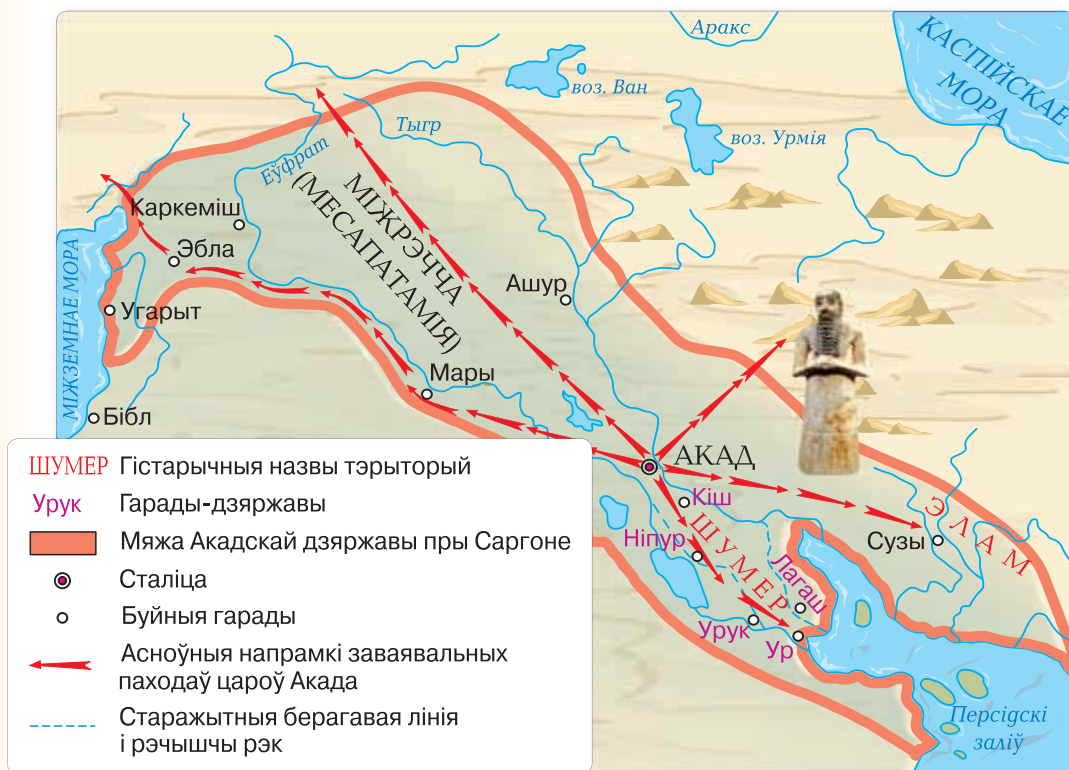 Аракс
КАСПІЙСКАЕ
МОРА
воз. Ван
воз. Урмія
Тыгр
Еўфрат
МІЖРЭЧЧА
(МЕСАПАТАМІЯ)
Каркеміш
Эбла
МІЖЗЕМНАЕ МОРА
Угарыт
Ашур
Мары
Бібл
АКАД
Кіш
Ніпур
ШУМЕР
Лагаш
Урук
Ур
Сузы
ЭЛАМ
Персідскі
заліў
ШУМЕР Гістарычныя назвы тэрыторый
Урук Гарады-дзяржавы
Мяжа Акадскай дзяржавы пры Саргоне
Сталіца
Буйныя гарады
Асноўныя напрамкі заваявальных
паходаў цароў Акада
Старажытныя берагавая лінія
і рэчышчы рэк